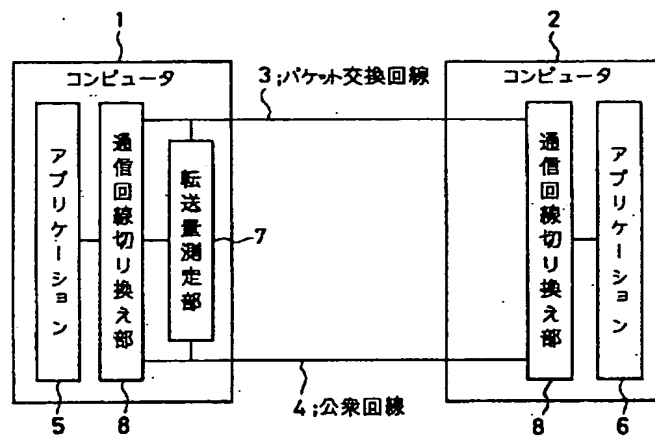 1
2
コンピュータ
コンピュータ
3;パケット交換回線
アプリケーション
通信回線切り換え部
転送量測定部
7
通信回線切り換え部
アプリケーション
4;公衆回線
5
8
8
6